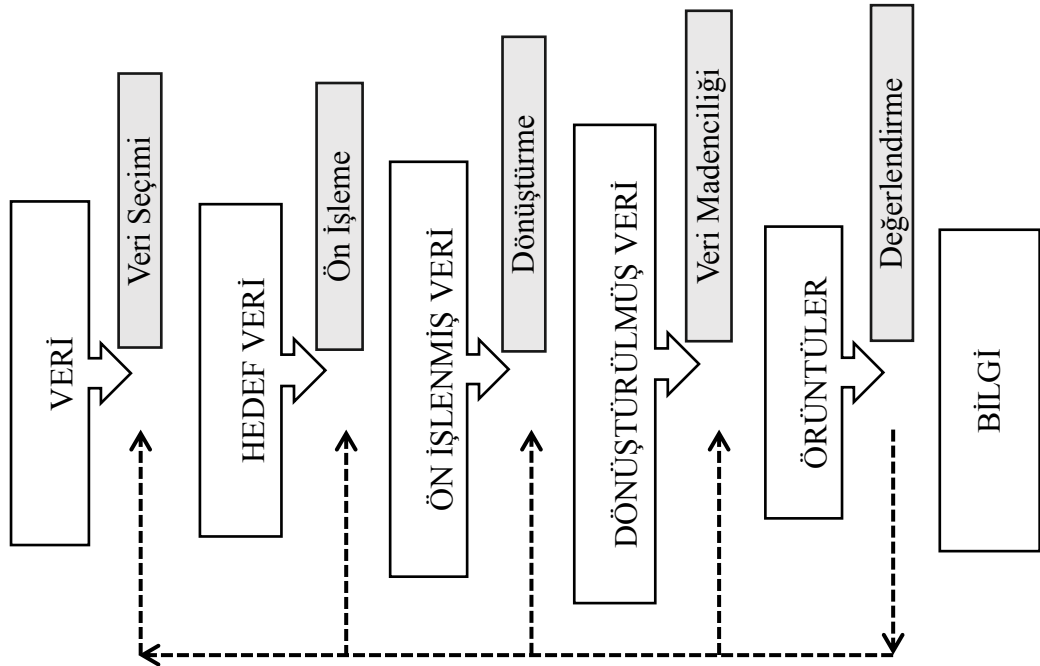 VERİ
Veri Seçimi
HEDEF VERİ
Ön İşleme
ÖN İŞLENMİŞ VERİ
Dönüştürme
DÖNÜŞTÜRÜLMÜŞ VERİ
Veri Madenciliği
ÖRÜNTÜLER
Değerlendirme
BİLGİ